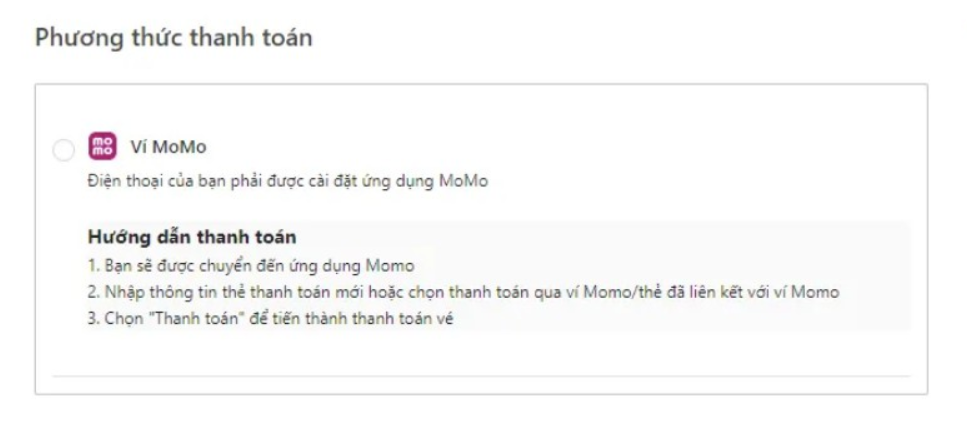 Phương thức thanh toán
mo
mo
Ví MoMo
Điện thoại của bạn phải được cài đặt ứng dụng MoMo
Hướng dẫn thanh toán
1. Bạn sẽ được chuyển đến ứng dụng Momo
2. Nhập thông tin thẻ thanh toán mới hoặc chọn thanh toán qua ví Momo/thẻ đã liên kết với ví Momo
3. Chọn "Thanh toán" để tiến thành thanh toán vé